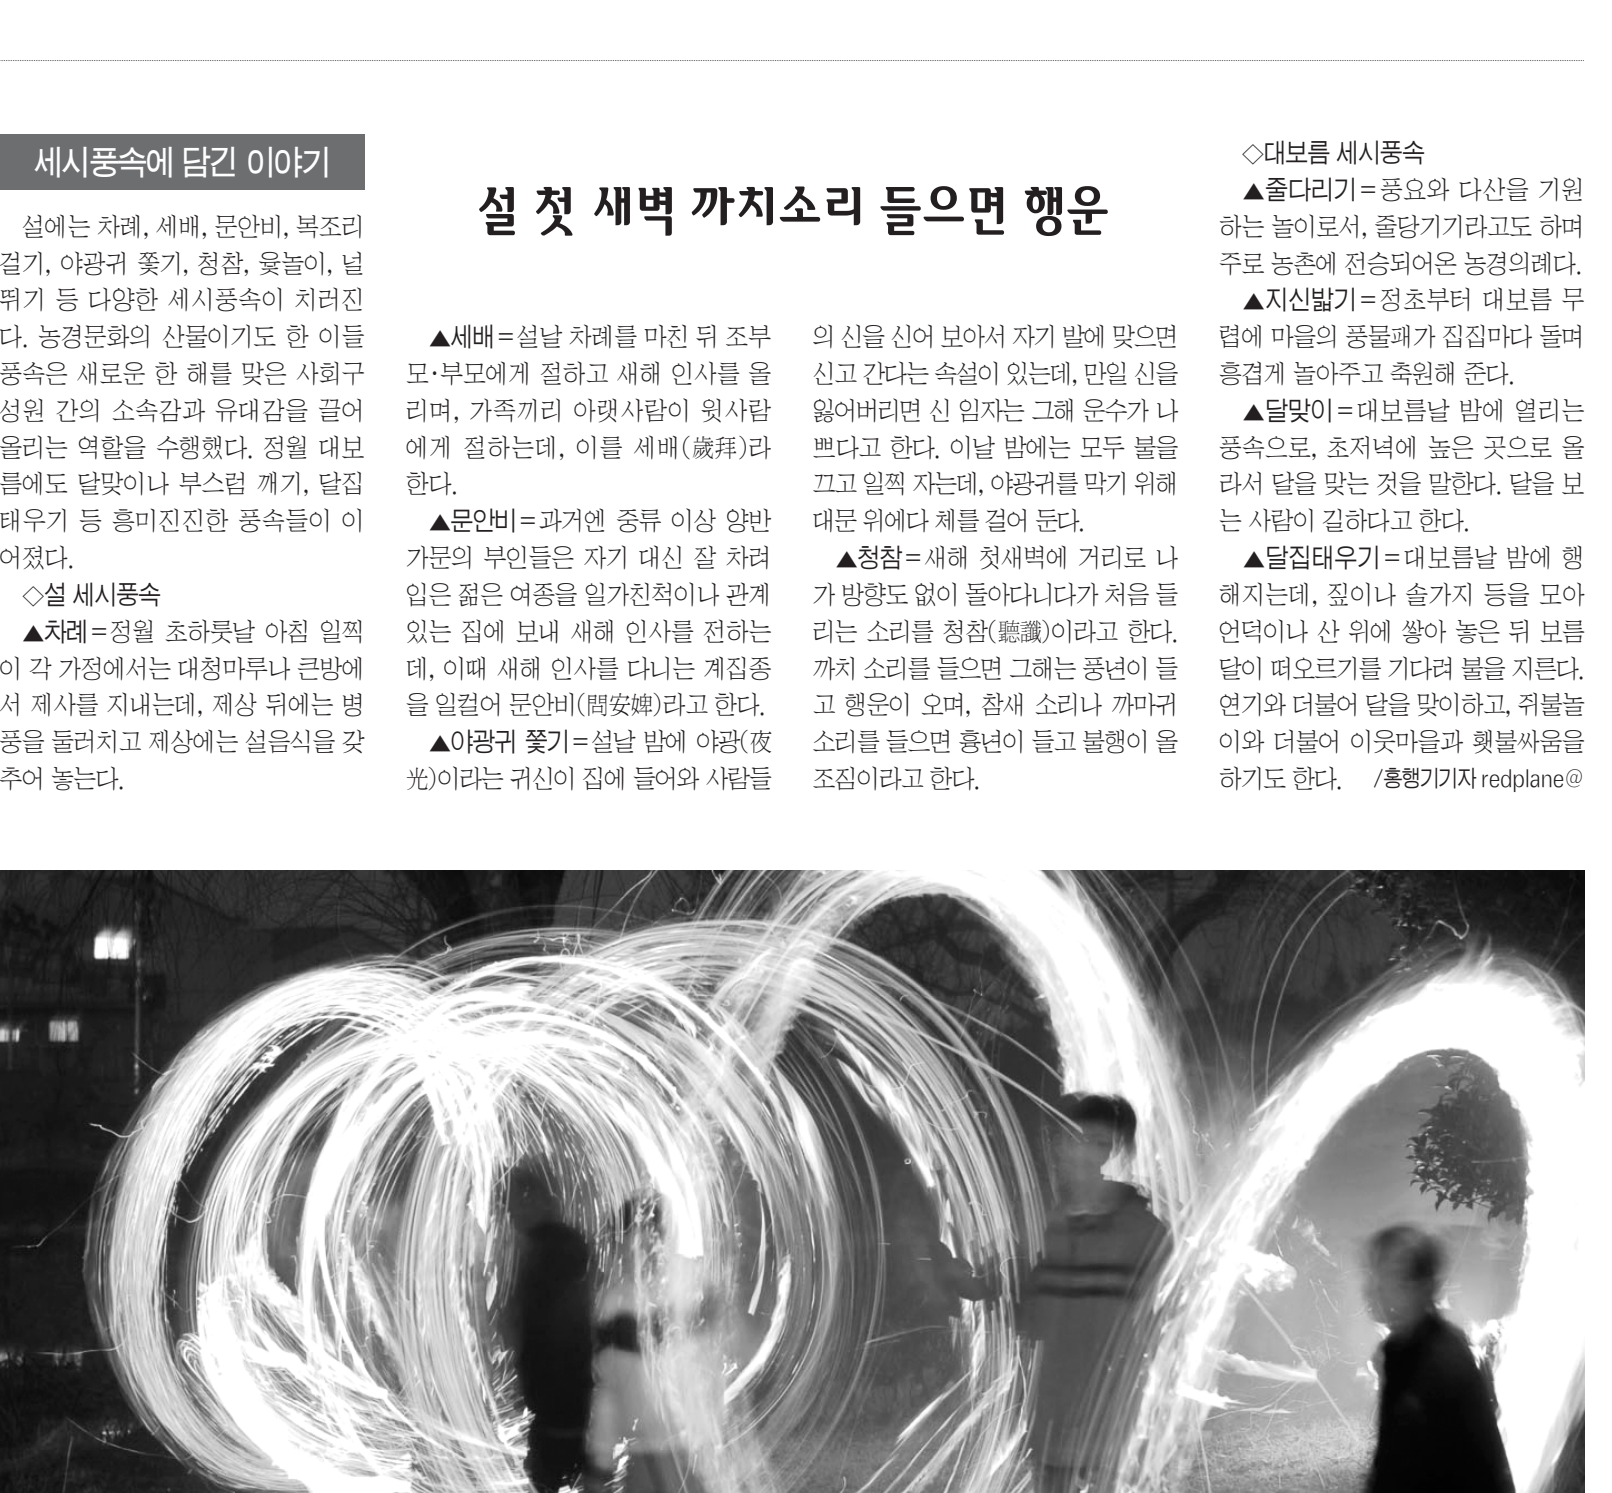 세시풍속에 담긴 이야기
설 첫 새벽 까치소리 들으면 행운
설에는 차례, 세배, 문안비, 복조리
걸기, 야광귀 쫓기, 청참, 윷놀이, 널
뛰기 등 다양한 세시풍속이 치러진
다. 농경문화의 산물이기도 한 이들
풍속은 새로운 한 해를 맞은 사회구
성원 간의 소속감과 유대감을 끌어
올리는 역할을 수행했다. 정월 대보
름에도 달맞이나 부스럼 깨기, 달집
태우기 등 흥미진진한 풍속들이 이
어졌다.
◇설 세시풍속
▲차례=정월 초하룻날 아침 일찍
이 각 가정에서는 대청마루나 큰방에
서 제사를 지내는데, 제상 뒤에는 병
풍을 둘러치고 제상에는 설음식을 갖
추어 놓는다.
▲세배=설날 차례를 마친 뒤 조부
모·부모에게 절하고 새해 인사를 올
리며, 가족끼리 아랫사람이 윗사람
에게 절하는데, 이를 세배(歲拜)라
한다.
▲문안비=과거엔 중류 이상 양반
가문의 부인들은 자기 대신 잘 차려
입은 젊은 여종을 일가친척이나 관계
있는 집에 보내 새해 인사를 전하는
데, 이때 새해 인사를 다니는 계집종
을 일컬어 문안비(問安婢)라고 한다.
▲야광귀 쫓기=설날 밤에 야광(夜
光)이라는 귀신이 집에 들어와 사람들
의 신을 신어 보아서 자기 발에 맞으면
신고 간다는 속설이 있는데, 만일 신을
잃어버리면 신 임자는 그해 운수가 나
쁘다고 한다. 이날 밤에는 모두 불을
끄고 일찍 자는데, 야광귀를 막기 위해
대문 위에다 체를 걸어 둔다.
▲청참=새해 첫새벽에 거리로 나
가 방향도 없이 돌아다니다가 처음 들
리는 소리를 청참(聽讖)이라고 한다.
까치 소리를 들으면 그해는 풍년이 들
고 행운이 오며, 참새 소리나 까마귀
소리를 들으면 흉년이 들고 불행이 올
조짐이라고 한다.
◇대보름 세시풍속
▲줄다리기=풍요와 다산을 기원
하는 놀이로서, 줄당기기라고도 하며
주로 농촌에 전승되어온 농경의례다.
▲지신밟기=정초부터 대보름 무
렵에 마을의 풍물패가 집집마다 돌며
흥겹게 놀아주고 축원해 준다.
▲달맞이=대보름날 밤에 열리는
풍속으로, 초저녁에 높은 곳으로 올
라서 달을 맞는 것을 말한다. 달을 보
는 사람이 길하다고 한다.
▲달집태우기=대보름날 밤에 행
해지는데, 짚이나 솔가지 등을 모아
언덕이나 산 위에 쌓아 놓은 뒤 보름
달이 떠오르기를 기다려 불을 지른다.
연기와 더불어 달을 맞이하고, 쥐불놀
이와 더불어 이웃마을과 횃불싸움을
하기도 한다. /홍행기기자 redplane@